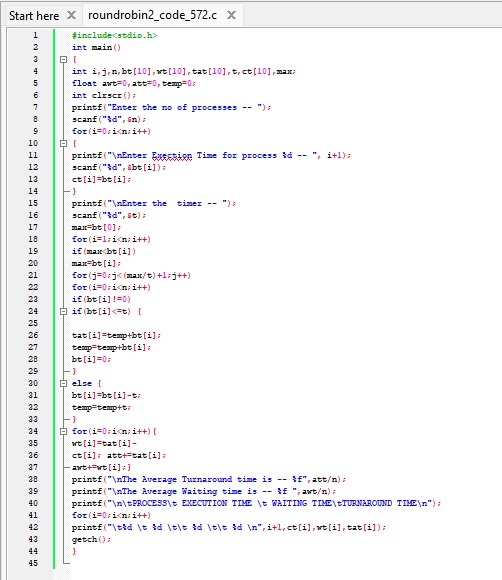 Start here X roundrobin2_code_572.c X
1 #include<stdio.h>
2 int main()
3 {
4 int i,j,n,bt[10],wt[10],tat[10],t,ct[10],max;
5 float awt=0,att=0,temp=0;
6 int clrscr();
7 printf("Enter the no of processes -- ");
8 scanf("%d",&n);
9 for(i=0;i<n;i++)
10 {
11 printf("\nEnter Exection Time for process %d -- ", i+1);
12 scanf("%d",&bt[i]);
13 ct[i]=bt[i];
14 }
15 printf("\nEnter the  timer -- ");
16 scanf("%d",&t);
17 max=bt[0];
18 for(i=1;i<n;i++)
19 if(max<bt[i])
20 max=bt[i];
21 for(j=0;j<(max/t)+1;j++)
22 for(i=0;i<n;i++)
23 if(bt[i]!=0)
24 if(bt[i]<=t) {
25
26 tat[i]=temp+bt[i];
27 temp=temp+bt[i];
28 bt[i]=0;
29 }
30 else {
31 bt[i]=bt[i]-t;
32 temp=temp+t;
33 }
34 for(i=0;i<n;i++){
35 wt[i]=tat[i]-
36 ct[i]; att+=tat[i];
37 awt+=wt[i];}
38 printf("\nThe Average Turnaround time is -- %f",att/n);
39 printf("\nThe Average Waiting time is -- %f ",awt/n);
40 printf("\n\tPROCESS\t EXECUTION TIME \t WAITING TIME\tTURNAROUND TIME\n");
41 for(i=0;i<n;i++)
42 printf("\t%d \t %d \t\t %d \t\t %d \n",i+1,ct[i],wt[i],tat[i]);
43 getch();
44 }
45